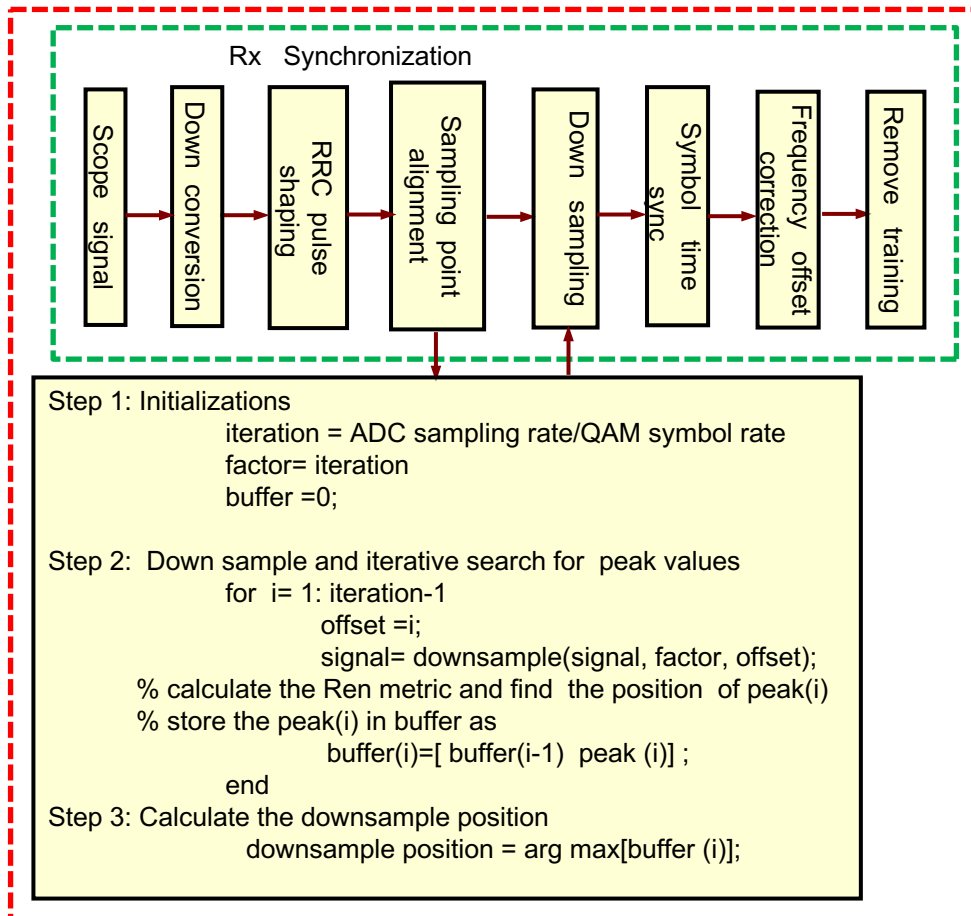 Rx Synchronization
Scope signal
Down conversion
RRC pulse
shaping
Sampling point
alignment
Down sampling
Symbol time
sync
Frequency offset
correction
Remove training
Step 1: Initializations
iteration = ADC sampling rate/QAM symbol rate
factor= iteration
buffer =0;
Step 2: Down sample and iterative search for peak values
for i= 1: iteration-1
offset =i;
signal= downsample(signal, factor, offset);
% calculate the Ren metric and find the position of peak(i)
% store the peak(i) in buffer as
buffer(i)=[ buffer(i-1) peak (i)] ;
end
Step 3: Calculate the downsample position
downsample position = arg max[buffer (i)];